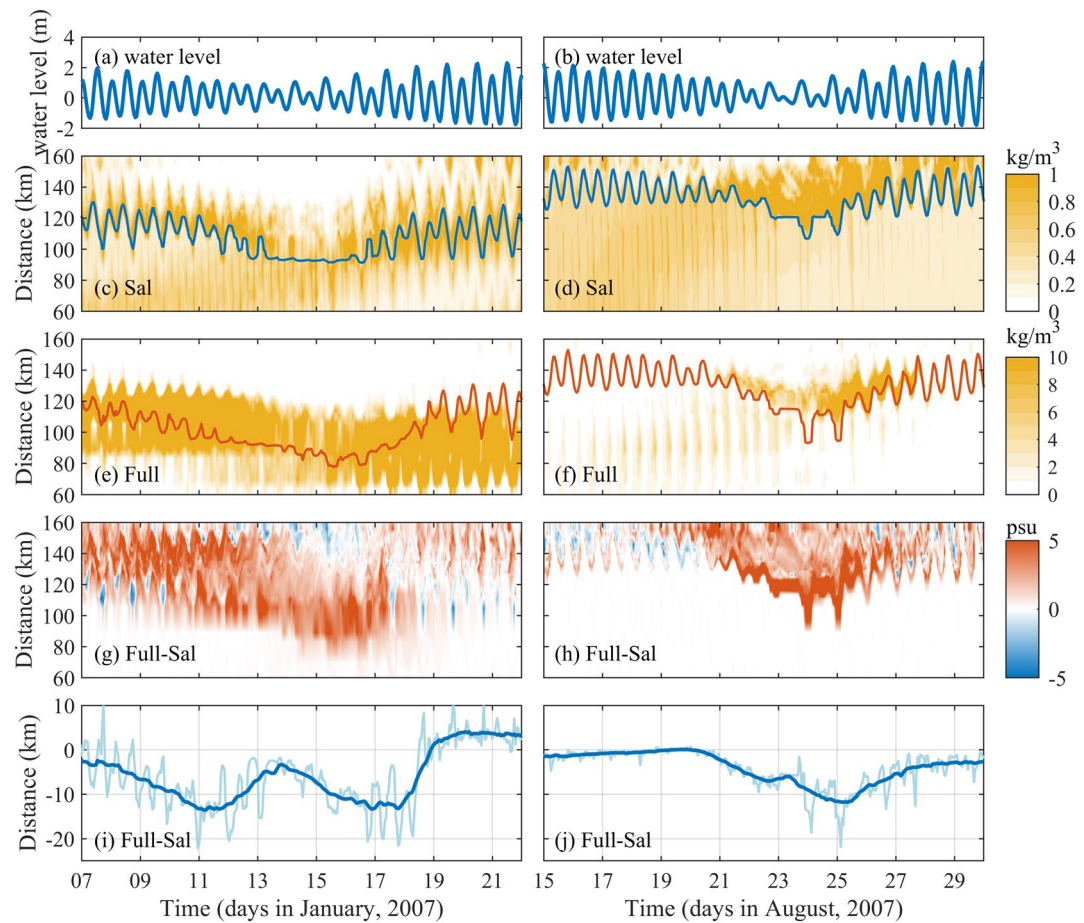 water level (m)
4
2
0
-2
(a) water level
(b) water level
Distance (km)
160
140
120
100
80
60
(c) Sal
(d) Sal
kg/m3
1
0.8
0.6
0.4
0.2
0
Distance (km)
160
140
120
100
80
60
(e) Full
(f) Full
kg/m3
10
8
6
4
2
0
Distance (km)
160
140
120
100
80
60
(g) Full-Sal
(h) Full-Sal
psu
5
0
-5
Distance (km)
10
0
-10
-20
(i) Full-Sal
(j) Full-Sal
07 09 11 13 15 17 19 21
15 17 19 21 23 25 27 29
Time (days in January, 2007)
Time (days in August, 2007)